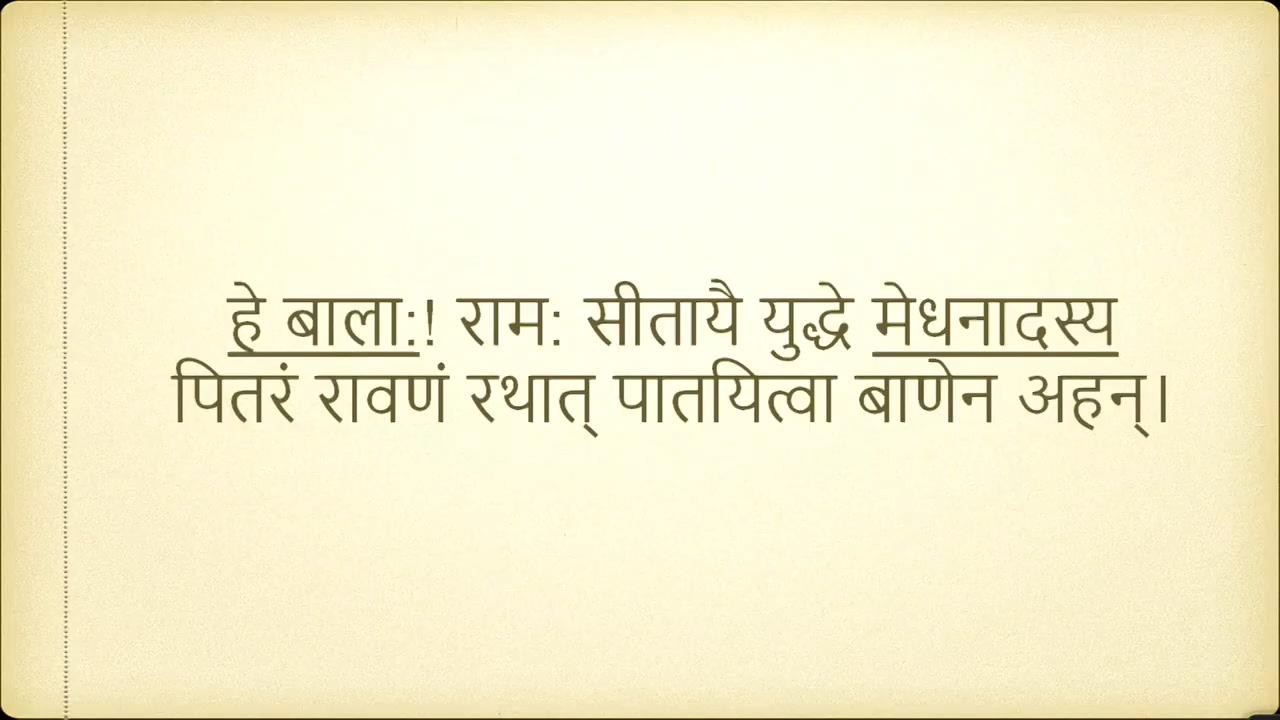 हे बाला:! राम: सीतायै युद्धे मेधनादस्य
पितरं रावणं रथात् पातयित्वा बाणेन अहन्।